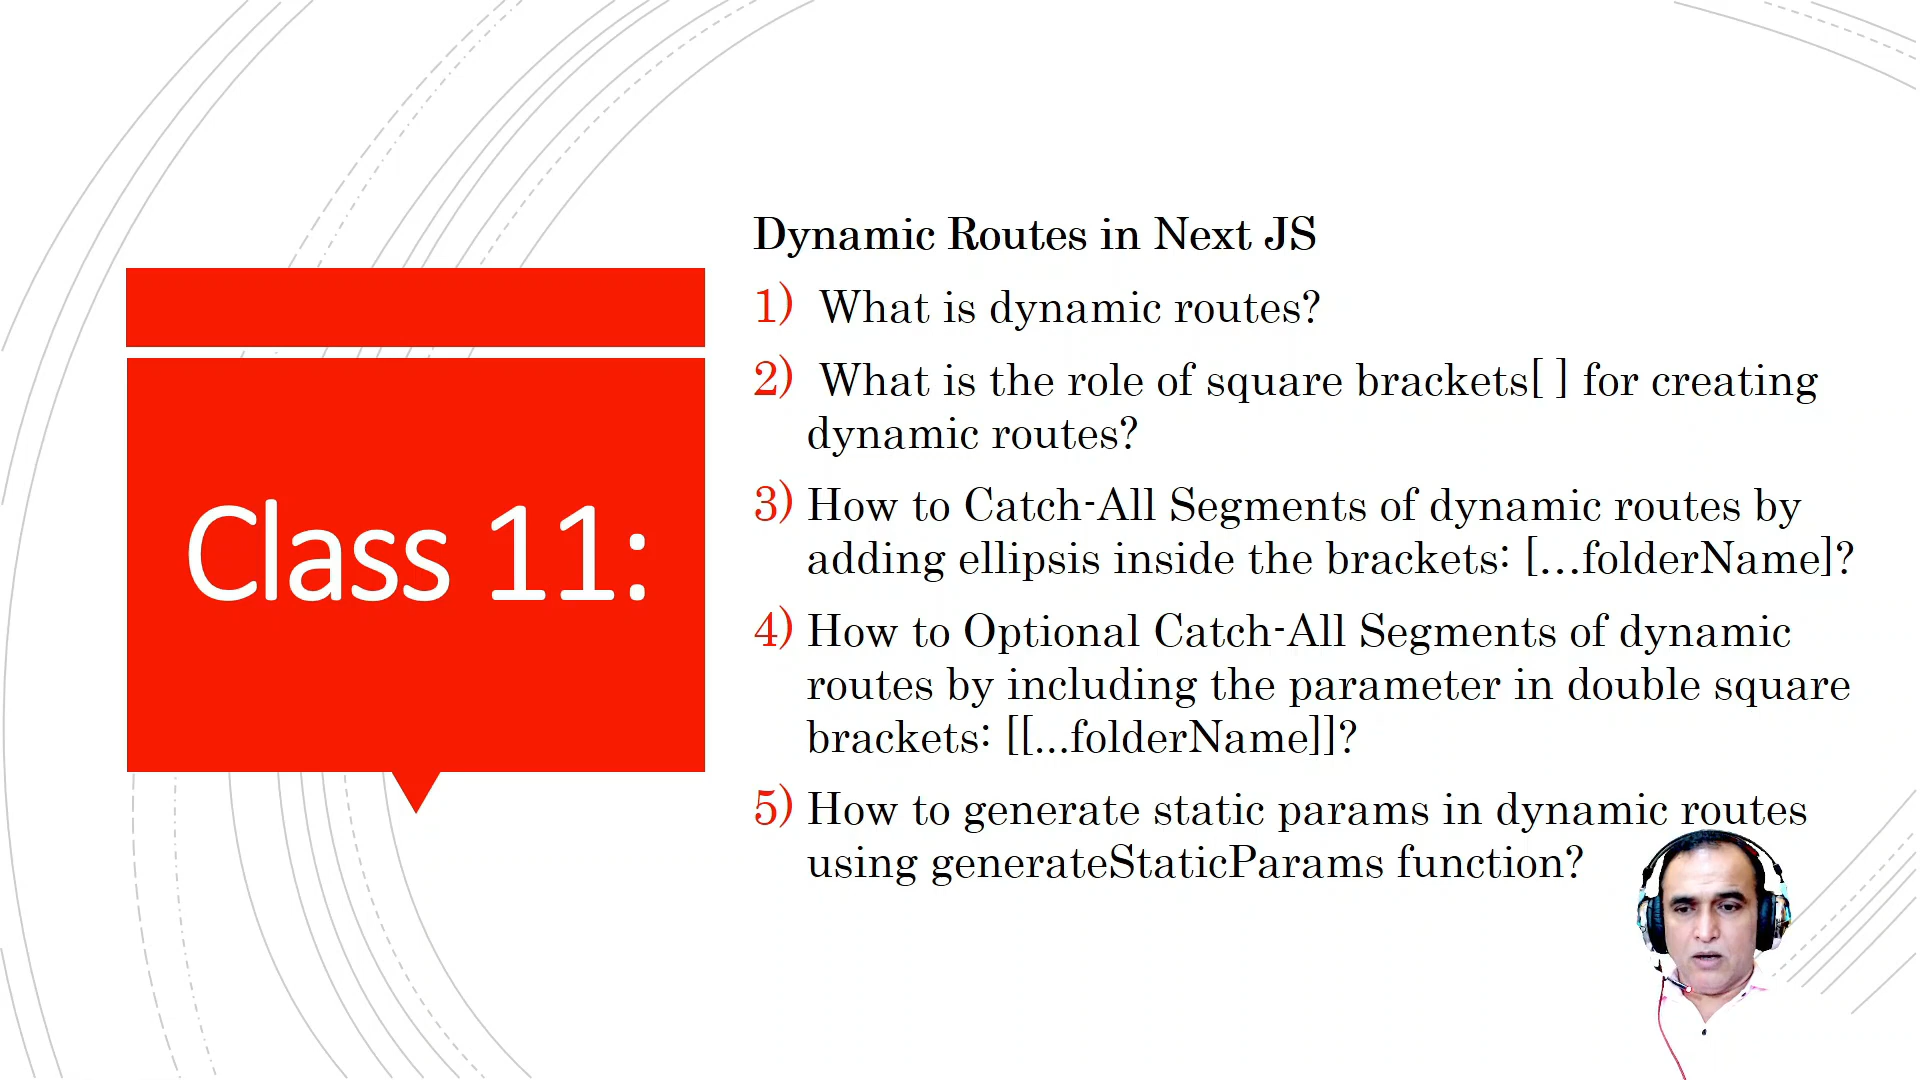 Class 11:
Dynamic Routes in Next JS
1) What is dynamic routes?
2) What is the role of square brackets[ ] for creating
dynamic routes?
3) How to Catch-All Segments of dynamic routes by
adding ellipsis inside the brackets: [...folderName]?
4) How to Optional Catch-All Segments of dynamic
routes by including the parameter in double square
brackets: [[...folderName]]?
5) How to generate static params in dynamic routes
using generateStaticParams function?